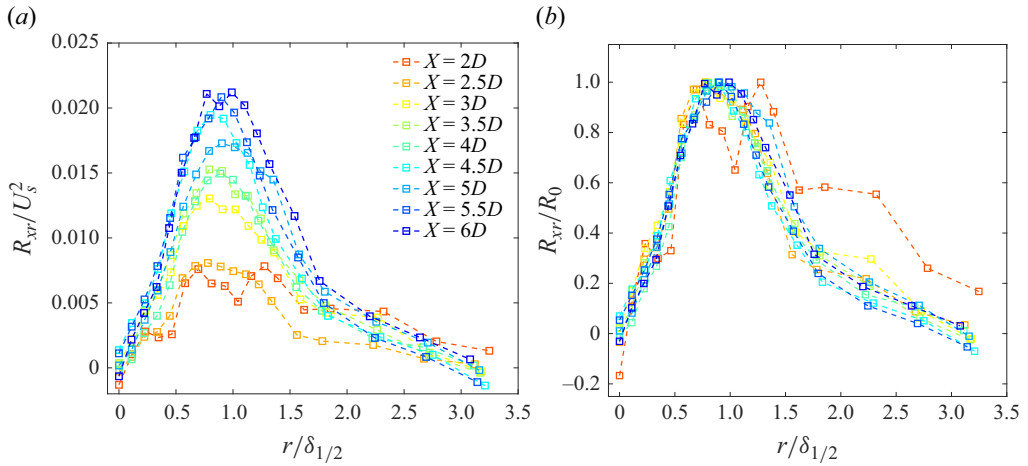 (a)
(b)
0.025
0.020
0.015
0.010
0.005
0
R_{xr}/U_s^2
X = 2D
X = 2.5D
X = 3D
X = 3.5D
X = 4D
X = 4.5D
X = 5D
X = 5.5D
X = 6D
0 0.5 1.0 1.5 2.0 2.5 3.0 3.5
r/δ_{1/2}
1.0
0.8
0.6
0.4
0.2
0
−0.2
R_{xr}/R_0
0 0.5 1.0 1.5 2.0 2.5 3.0 3.5
r/δ_{1/2}